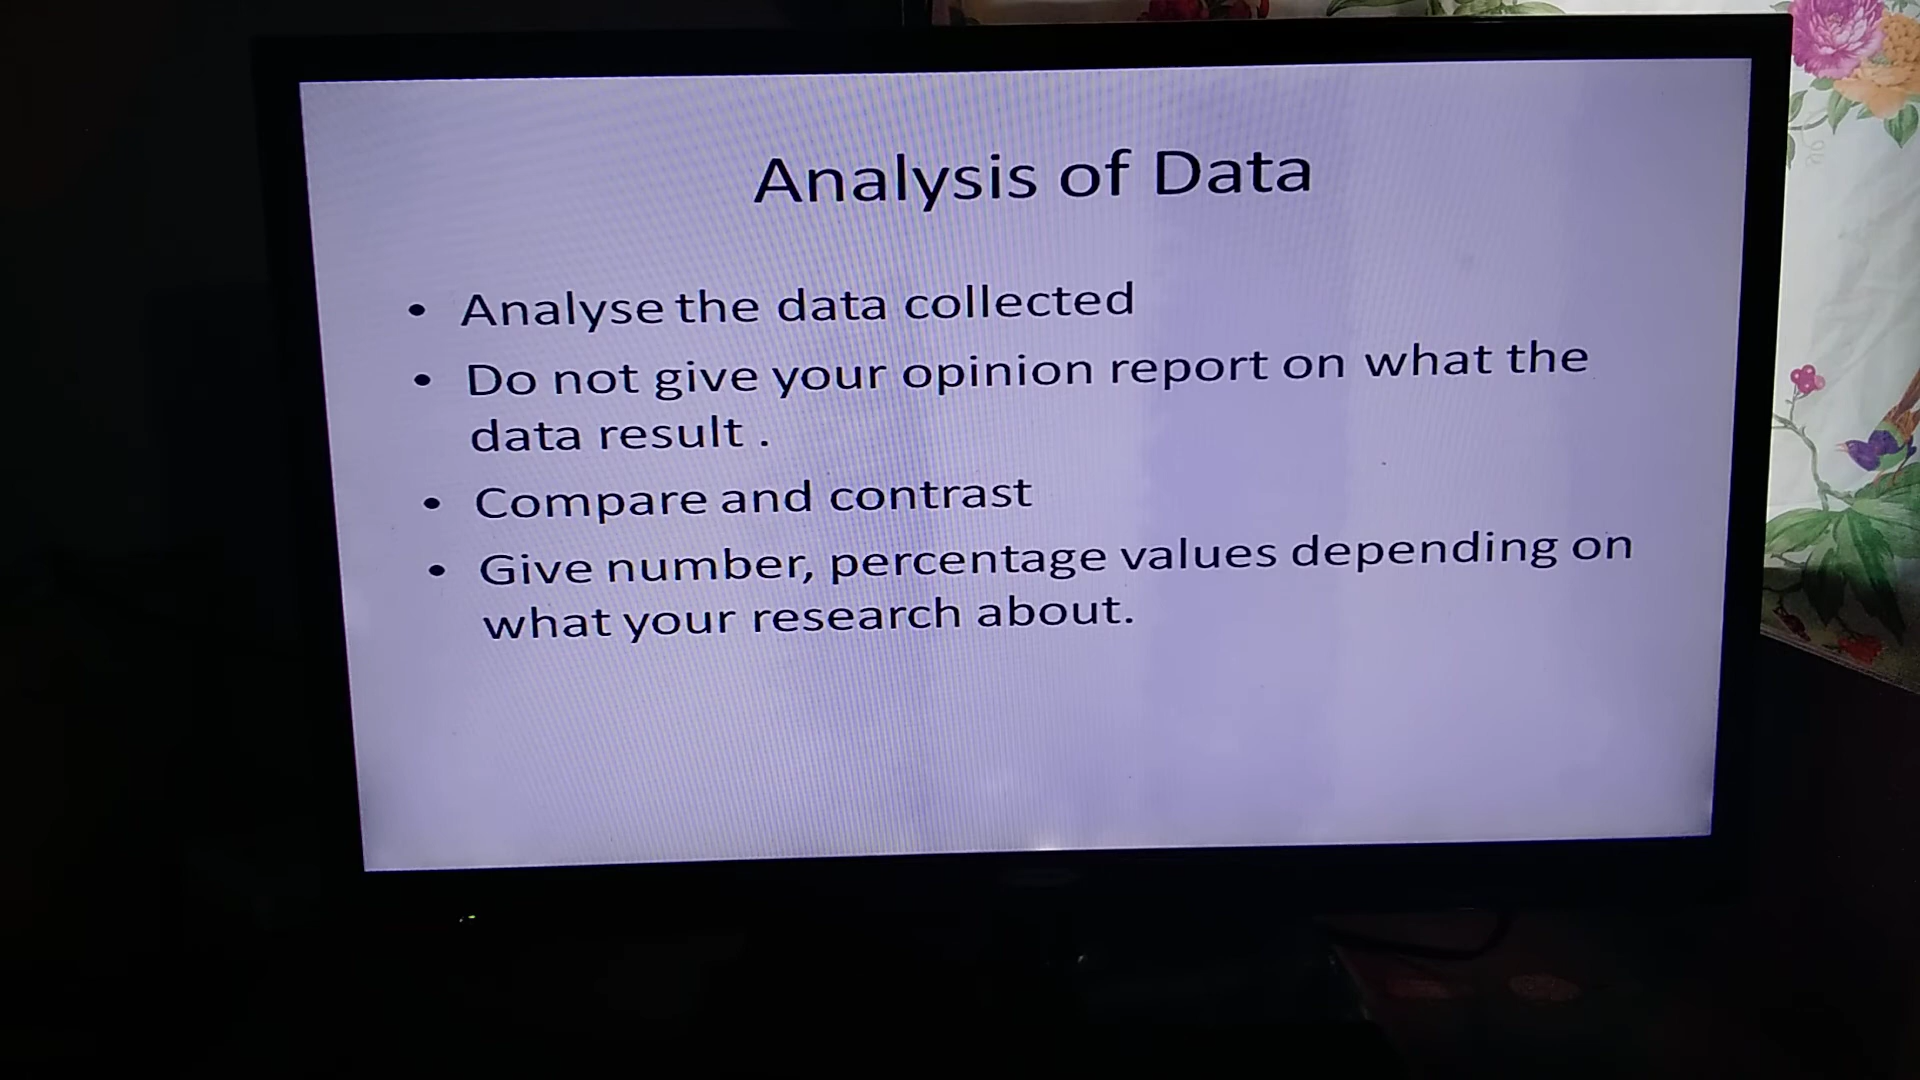 Analysis of Data
• Analyse the data collected
• Do not give your opinion report on what the
data result .
• Compare and contrast
• Give number, percentage values depending on
what your research about.